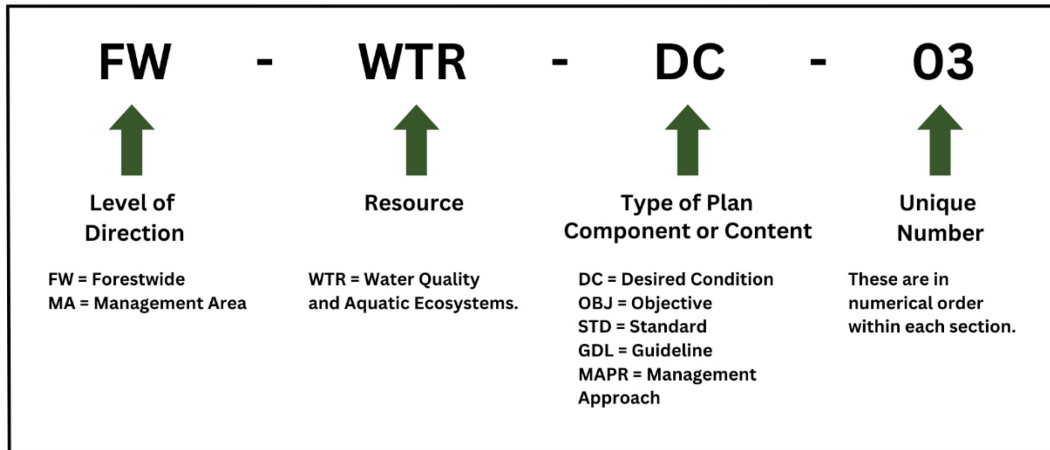 FW - WTR - DC - 03
Level of
Direction
FW = Forestwide
MA = Management Area
Resource
WTR = Water Quality
and Aquatic Ecosystems.
Type of Plan
Component or Content
DC = Desired Condition
OBJ = Objective
STD = Standard
GDL = Guideline
MAPR = Management
Approach
Unique
Number
These are in
numerical order
within each section.